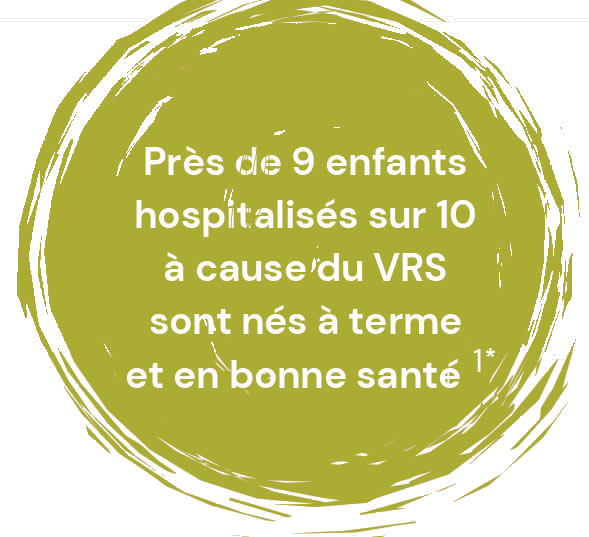 Près de 9 enfants
hospitalisés sur 10
à cause du VRS
sont nés à terme
et en bonne santé 1*